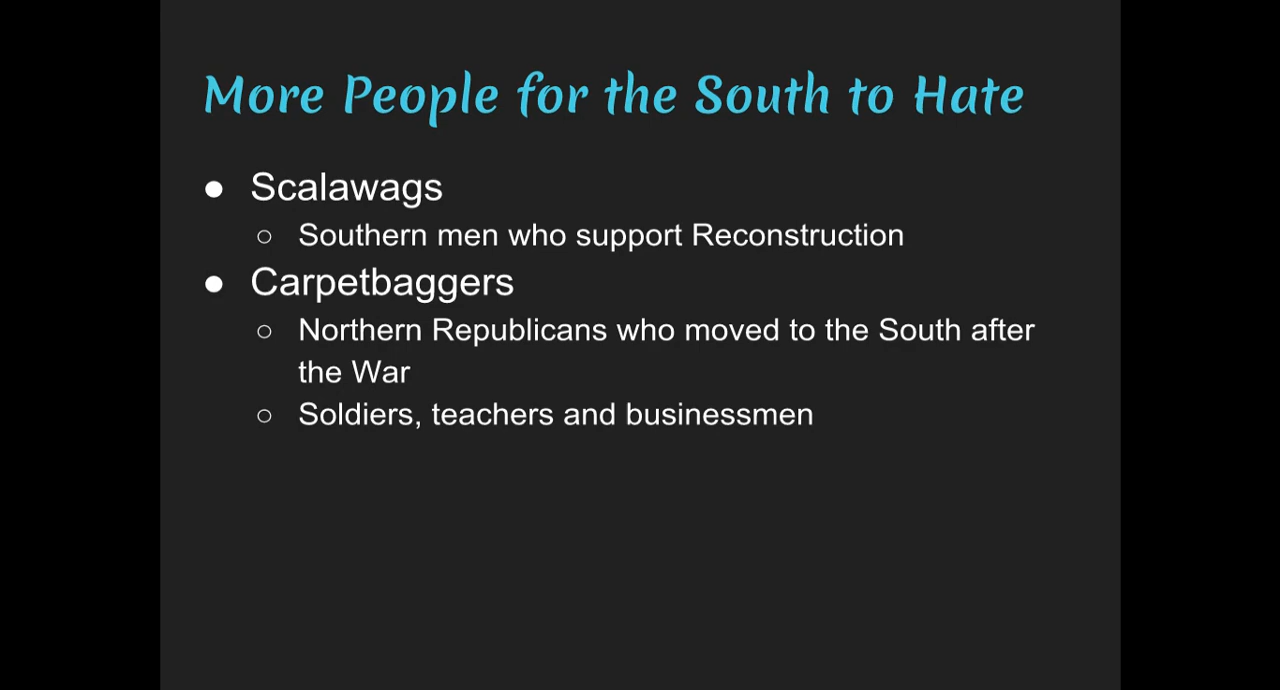 More People for the South to Hate
● Scalawags
○ Southern men who support Reconstruction
● Carpetbaggers
○ Northern Republicans who moved to the South after
the War
○ Soldiers, teachers and businessmen